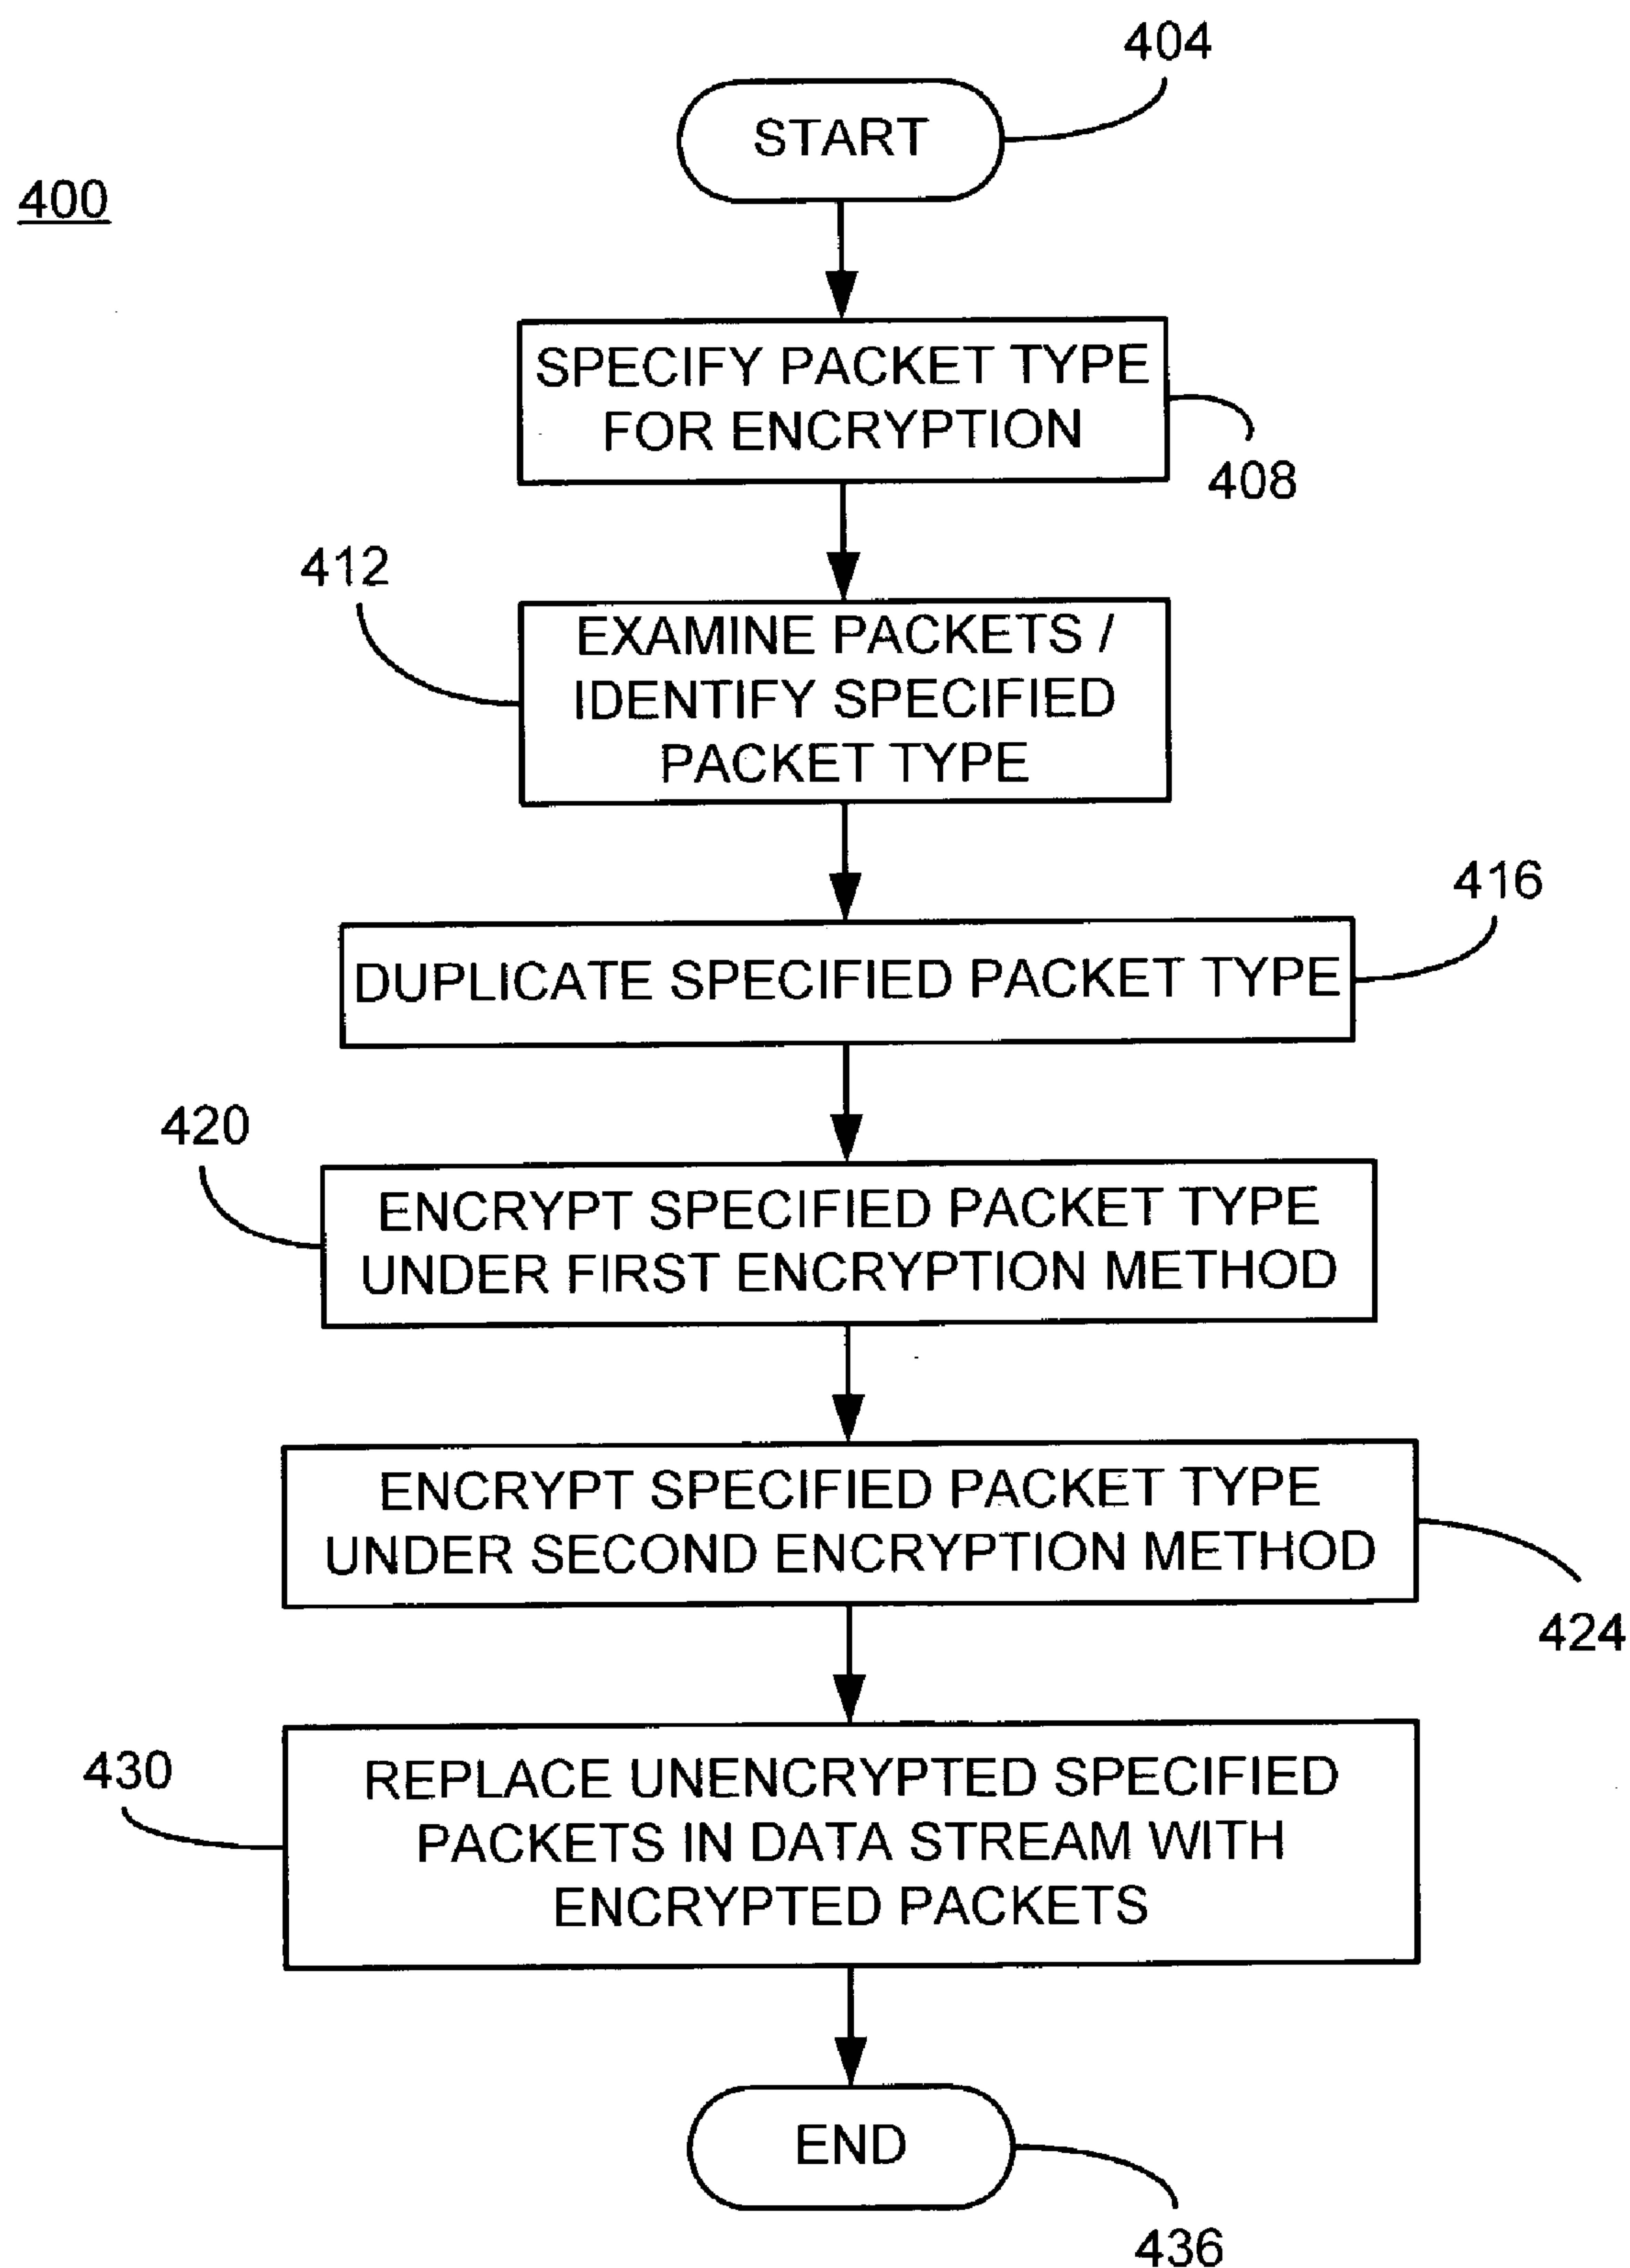 404
START
400
SPECIFY PACKET TYPE
FOR ENCRYPTION
408
412
EXAMINE PACKETS /
IDENTIFY SPECIFIED
PACKET TYPE
416
DUPLICATE SPECIFIED PACKET TYPE
420
ENCRYPT SPECIFIED PACKET TYPE
UNDER FIRST ENCRYPTION METHOD
ENCRYPT SPECIFIED PACKET TYPE
UNDER SECOND ENCRYPTION METHOD
424
430
REPLACE UNENCRYPTED SPECIFIED
PACKETS IN DATA STREAM WITH
ENCRYPTED PACKETS
END
436